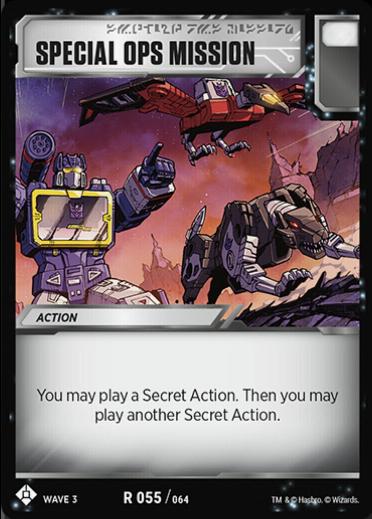 SPECIAL OPS MISSION
ACTION
You may play a Secret Action. Then you may
play another Secret Action.
WAVE 3
R 055/064
TM & © Hasbro. © Wizards.